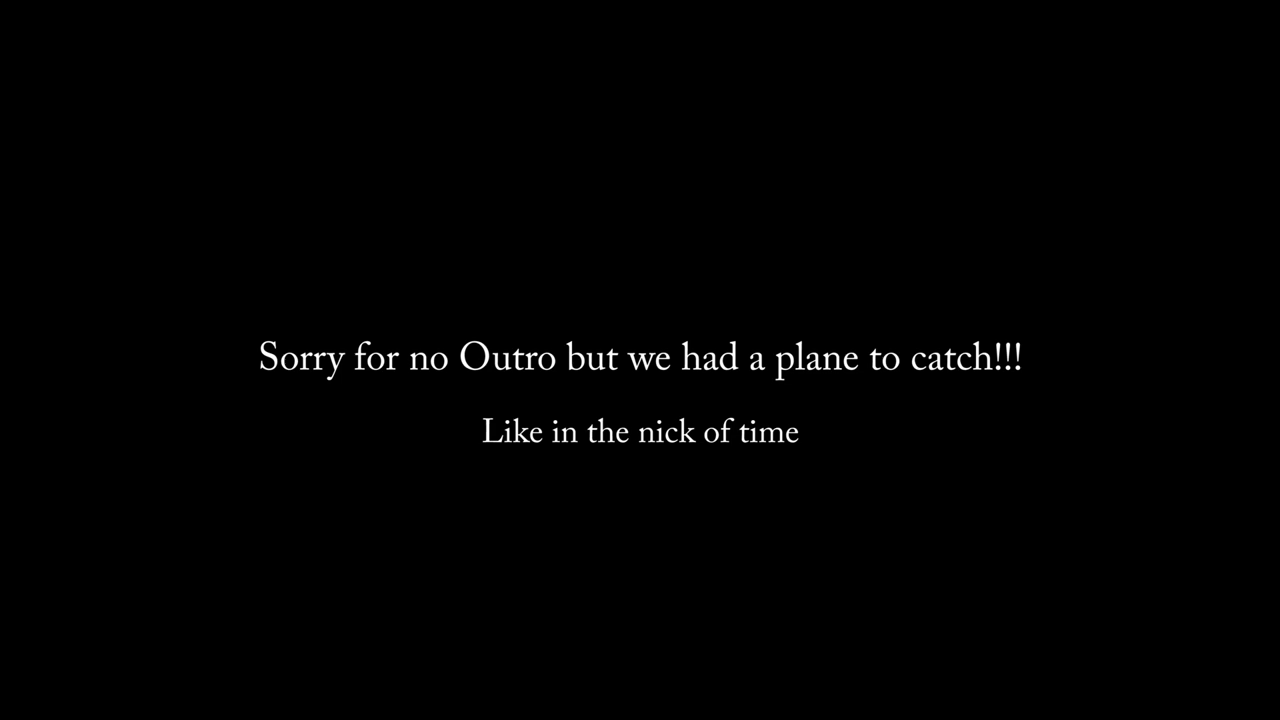 Sorry for no Outro but we had a plane to catch!!!
Like in the nick of time